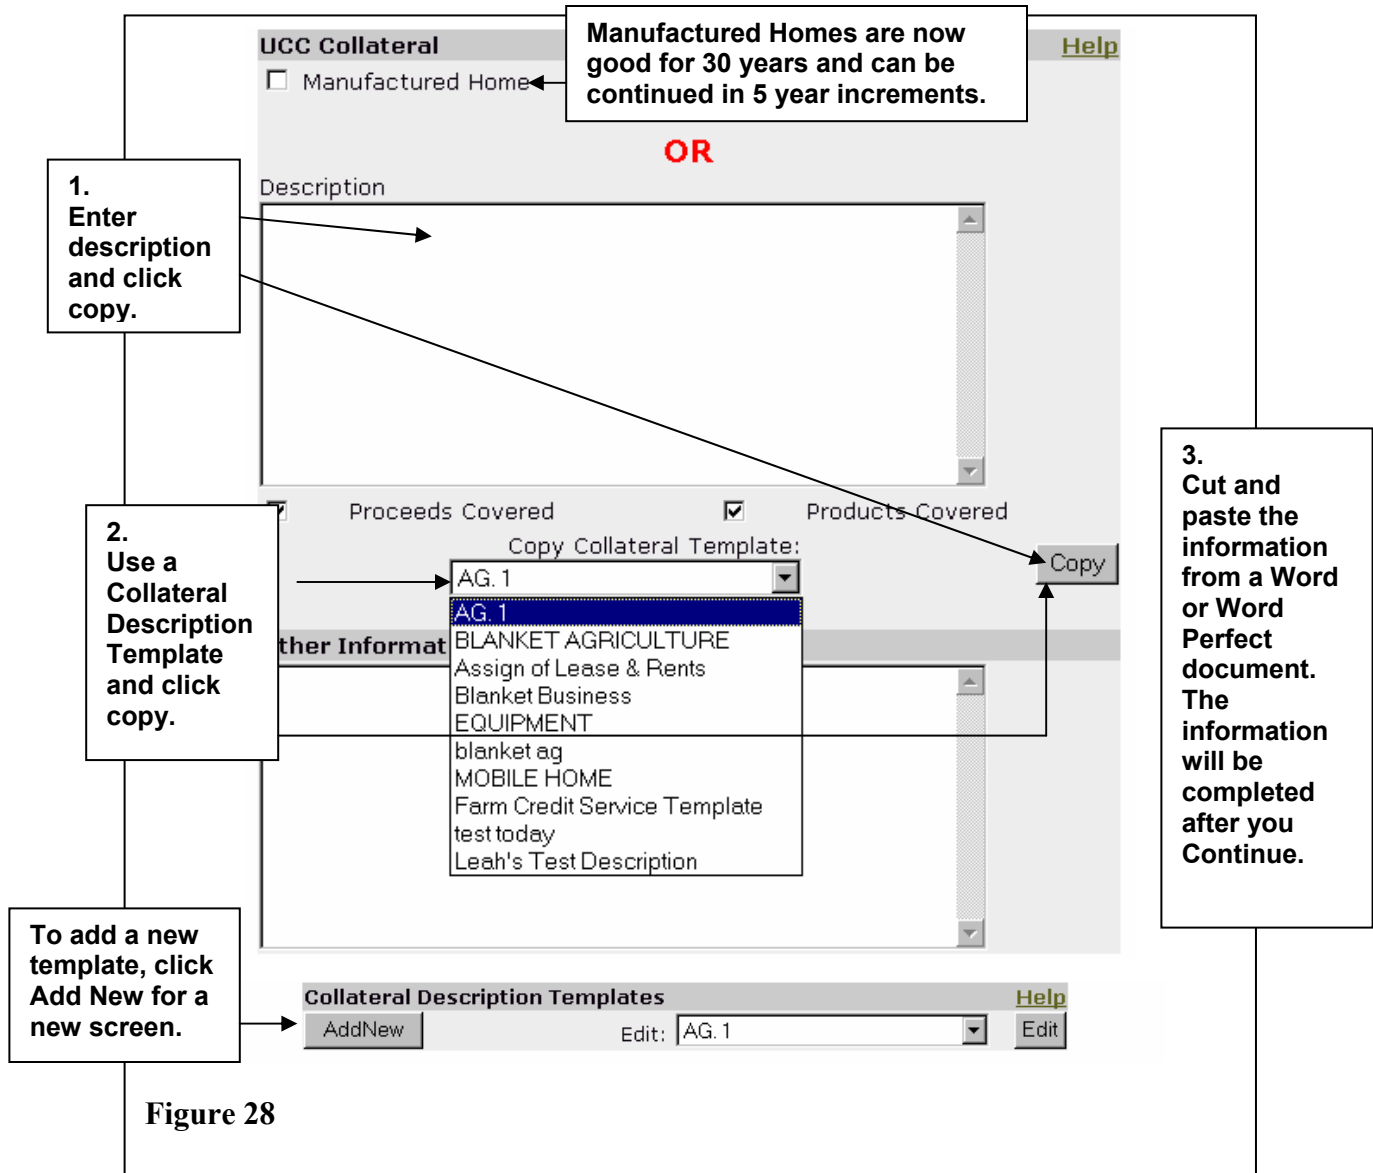 UCC Collateral
Help
Manufactured Home
Manufactured Homes are now
good for 30 years and can be
continued in 5 year increments.
OR
1.
Enter
description
and click
copy.
Description
Proceeds Covered
Products Covered
2.
Use a
Collateral
Description
Template
and click
copy.
Copy Collateral Template:
AG. 1
Copy
AG. 1
BLANKET AGRICULTURE
Assign of Lease & Rents
Blanket Business
EQUIPMENT
blanket ag
MOBILE HOME
Farm Credit Service Template
test today
Leah's Test Description
ther Informat
3.
Cut and
paste the
information
from a Word
or Word
Perfect
document.
The
information
will be
completed
after you
Continue.
To add a new
template, click
Add New for a
new screen.
Collateral Description Templates
Help
AddNew
Edit:
AG. 1
Edit
Figure 28